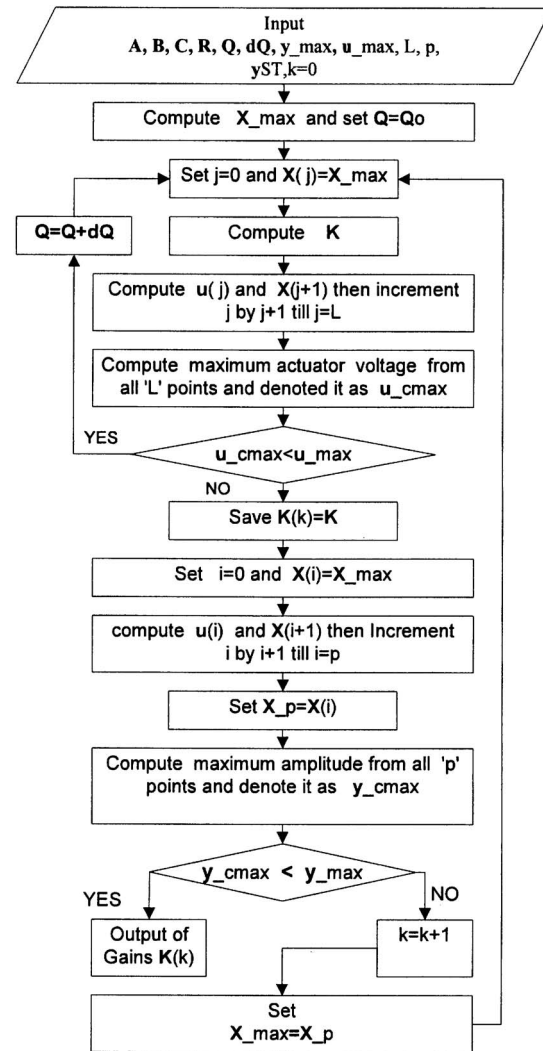 Input
A, B, C, R, Q, dQ, y_max, u_max, L, p,
yST,k=0
Compute X_max and set Q=Qo
Set j=0 and X( j)=X_max
Q=Q+dQ
Compute K
Compute u( j) and X(j+1) then increment
j by j+1 till j=L
Compute maximum actuator voltage from
all 'L' points and denoted it as u_cmax
YES
u_cmax<u_max
NO
Save K(k)=K
Set i=0 and X(i)=X_max
compute u(i) and X(i+1) then Increment
i by i+1 till i=p
Set X_p=X(i)
Compute maximum amplitude from all 'p'
points and denote it as y_cmax
y_cmax < y_max
YES
NO
Output of
Gains K(k)
k=k+1
Set
X_max=X_p